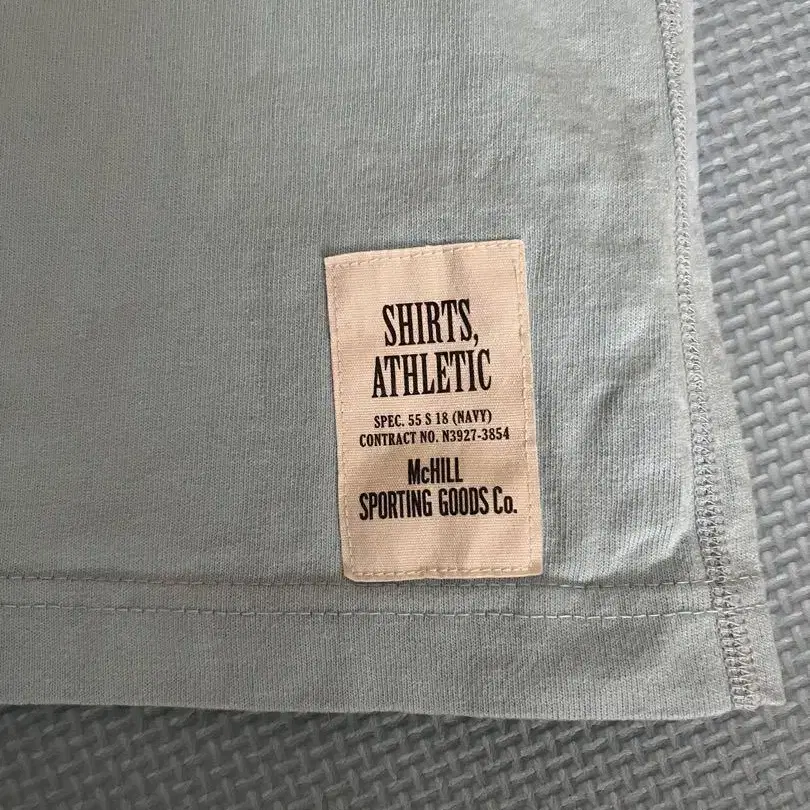 SHIRTS,
ATHLETIC
SPEC. 55 S 18 (NAVY)
CONTRACT NO. N3927-3854
McHILL
SPORTING GOODS Co.